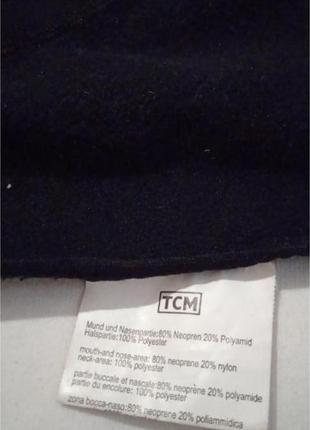 TCM
Mund und Nasenpartie:80% Neopren 20% Polyamid
Halspartie:100% Polyester
mouth-and nose-area: 80% neoprene 20% nylon
neck-area: 100% polyester
partie buccale et nascale:80% neoprène 20% polyamide
partie du encolure: 100% polyester
zona bocca-naso:80% neoprene 20% poliammidica